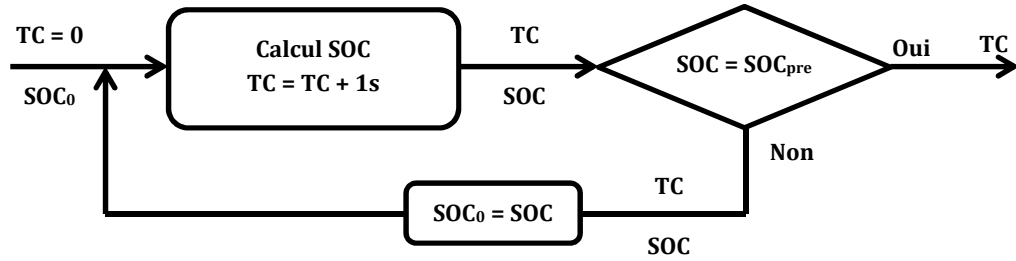 TC = 0
SOC₀
Calcul SOC
TC = TC + 1s
TC
SOC
SOC = SOCpre
Oui
TC
Non
TC
SOC
SOC₀ = SOC